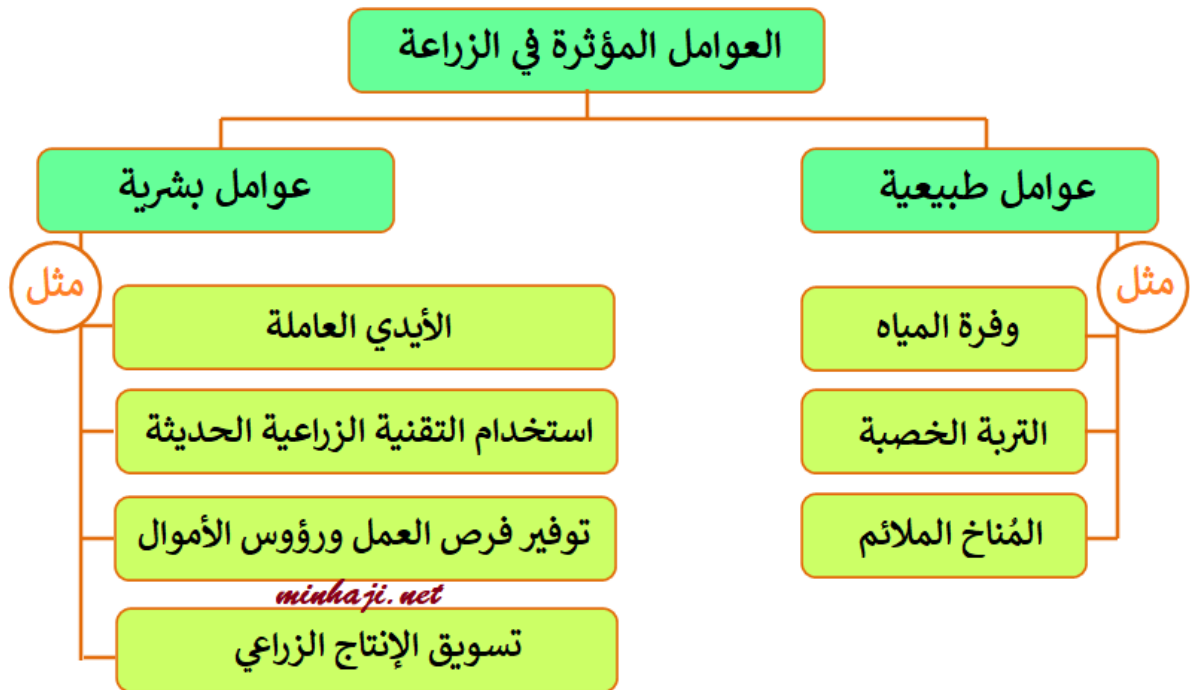 العوامل المؤثرة في الزراعة
عوامل طبيعية
مثل
وفرة المياه
التربة الخصبة
المُناخ الملائم
عوامل بشرية
مثل
الأيدي العاملة
استخدام التقنية الزراعية الحديثة
توفير فرص العمل ورؤوس الأموال
minhaji.net
تسويق الإنتاج الزراعي